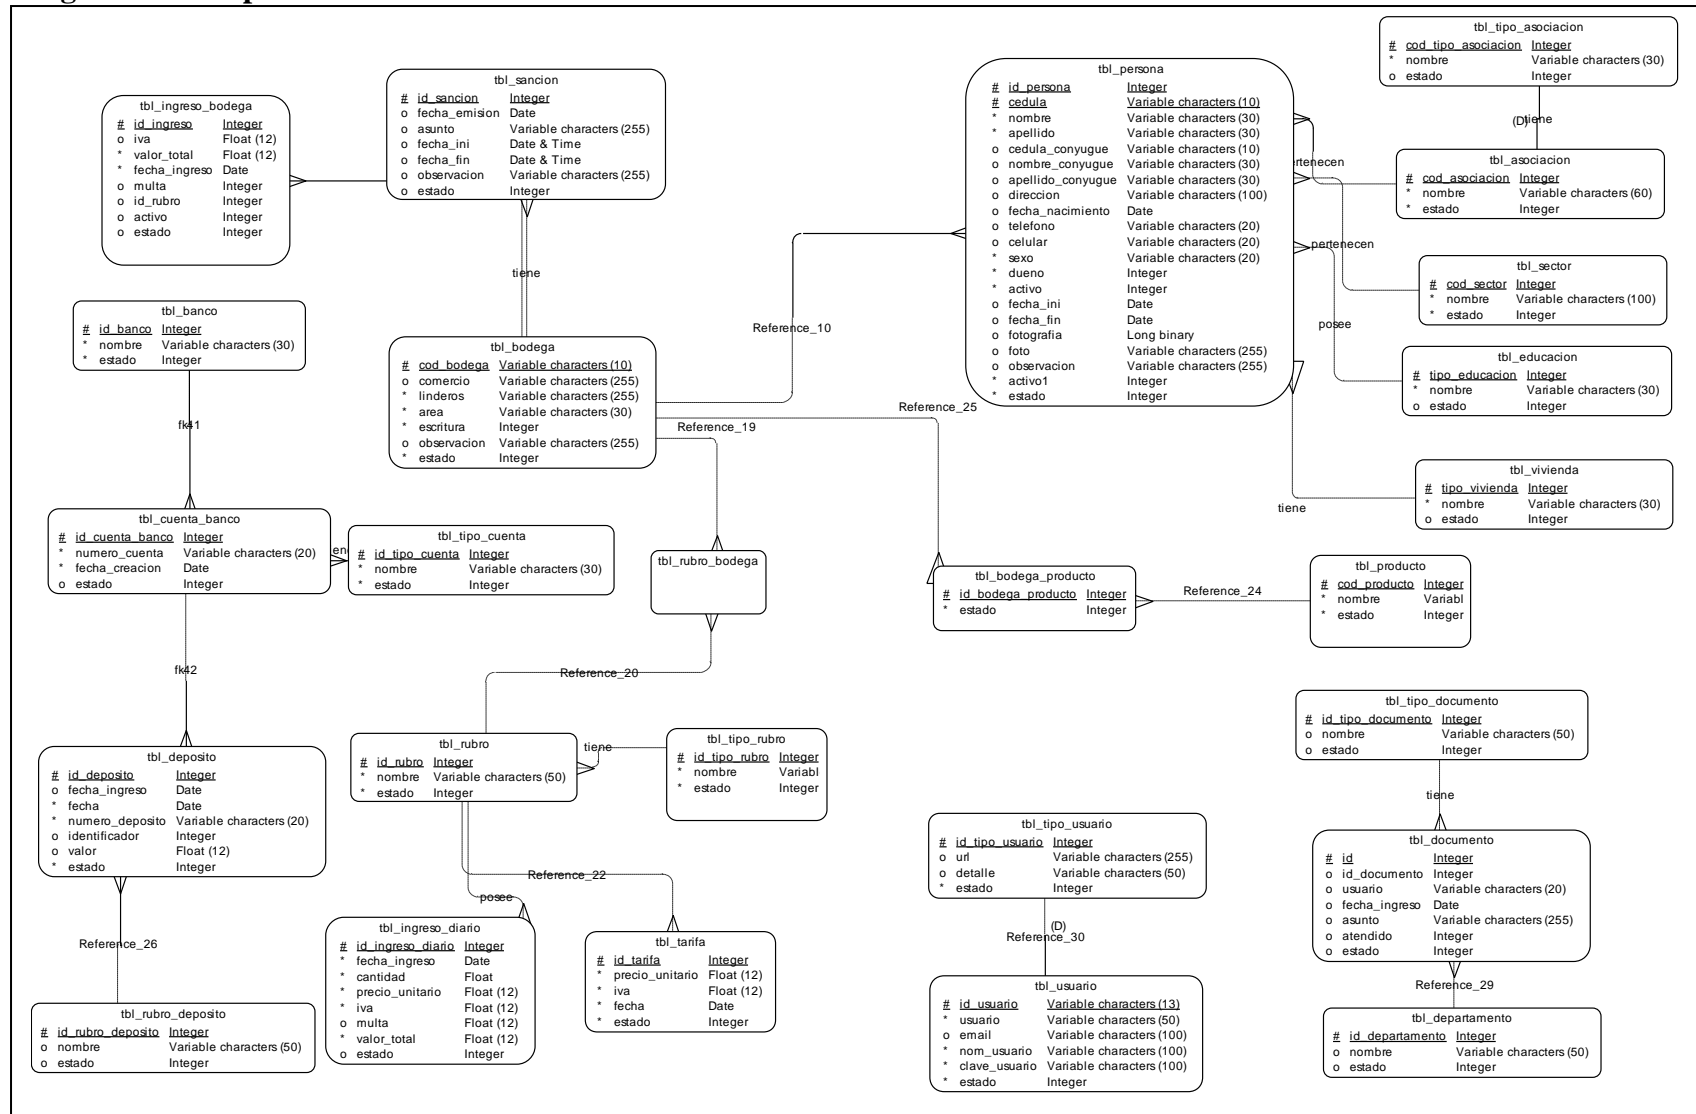 tbl_tipo_asociacion
# cod_tipo_asociacion Integer
* nombre Variable characters (30)
o estado Integer
(D)
tiene
tbl_asociacion
# cod_asociacion Integer
* nombre Variable characters (60)
* estado Integer
tbl_persona
# id_persona Integer
# cedula Variable characters (10)
* nombre Variable characters (30)
* apellido Variable characters (30)
o cedula_conyugue Variable characters (10)
o nombre_conyugue Variable characters (30)
o apellido_conyugue Variable characters (30)
o direccion Variable characters (100)
o fecha_nacimiento Date
o telefono Variable characters (20)
o celular Variable characters (20)
* sexo Variable characters (20)
* dueno Integer
* activo Integer
o fecha_ini Date
o fecha_fin Date
o fotografia Long binary
o foto Variable characters (255)
o observacion Variable characters (255)
* activo1 Integer
* estado Integer
ertenecen
pertenecen
posee
tiene
tbl_sector
# cod_sector Integer
* nombre Variable characters (100)
* estado Integer
tbl_educacion
# tipo_educacion Integer
* nombre Variable characters (30)
o estado Integer
tbl_vivienda
# tipo_vivienda Integer
* nombre Variable characters (30)
o estado Integer
tbl_sancion
# id_sancion Integer
o fecha_emision Date
o asunto Variable characters (255)
o fecha_ini Date & Time
o fecha_fin Date & Time
o observacion Variable characters (255)
o estado Integer
tbl_ingreso_bodega
# id_ingreso Integer
o iva Float (12)
* valor_total Float (12)
* fecha_ingreso Date
o multa Integer
o id_rubro Integer
o activo Integer
o estado Integer
tiene
tbl_bodega
# cod_bodega Variable characters (10)
o comercio Variable characters (255)
* linderos Variable characters (255)
* area Variable characters (30)
* escritura Integer
o observacion Variable characters (255)
* estado Integer
Reference_10
Reference_25
Reference_19
tbl_banco
# id_banco Integer
* nombre Variable characters (30)
* estado Integer
fk41
tbl_cuenta_banco
# id_cuenta_banco Integer
* numero_cuenta Variable characters (20)
* fecha_creacion Date
o estado Integer
tbl_tipo_cuenta
# id_tipo_cuenta Integer
* nombre Variable characters (30)
* estado Integer
tbl_rubro_bodega
tbl_bodega_producto
# id_bodega_producto Integer
* estado Integer
Reference_24
tbl_producto
# cod_producto Integer
* nombre Variabl
* estado Integer
fk42
Reference_20
tbl_deposito
# id_deposito Integer
o fecha_ingreso Date
* fecha Date
* numero_deposito Variable characters (20)
o identificador Integer
o valor Float (12)
* estado Integer
tbl_rubro
# id_rubro Integer
* nombre Variable characters (50)
* estado Integer
tiene
tbl_tipo_rubro
# id_tipo_rubro Integer
* nombre Variabl
* estado Integer
Reference_22
posee
Reference_26
tbl_rubro_deposito
# id_rubro_deposito Integer
o nombre Variable characters (50)
o estado Integer
tbl_ingreso_diario
# id_ingreso_diario Integer
* fecha_ingreso Date
* cantidad Float
* precio_unitario Float (12)
* iva Float (12)
o multa Float (12)
* valor_total Float (12)
o estado Integer
tbl_tarifa
# id_tarifa Integer
* precio_unitario Float (12)
* iva Float (12)
* fecha Date
* estado Integer
tbl_tipo_usuario
# id_tipo_usuario Integer
o url Variable characters (255)
o detalle Variable characters (50)
* estado Integer
(D)
Reference_30
tbl_usuario
# id_usuario Variable characters (13)
* usuario Variable characters (50)
o email Variable characters (100)
* nom_usuario Variable characters (100)
* clave_usuario Variable characters (100)
* estado Integer
tbl_tipo_documento
# id_tipo_documento Integer
o nombre Variable characters (50)
o estado Integer
tiene
tbl_documento
# id Integer
o id_documento Integer
o usuario Variable characters (20)
o fecha_ingreso Date
o asunto Variable characters (255)
o atendido Integer
o estado Integer
Reference_29
tbl_departamento
# id_departamento Integer
o nombre Variable characters (50)
o estado Integer